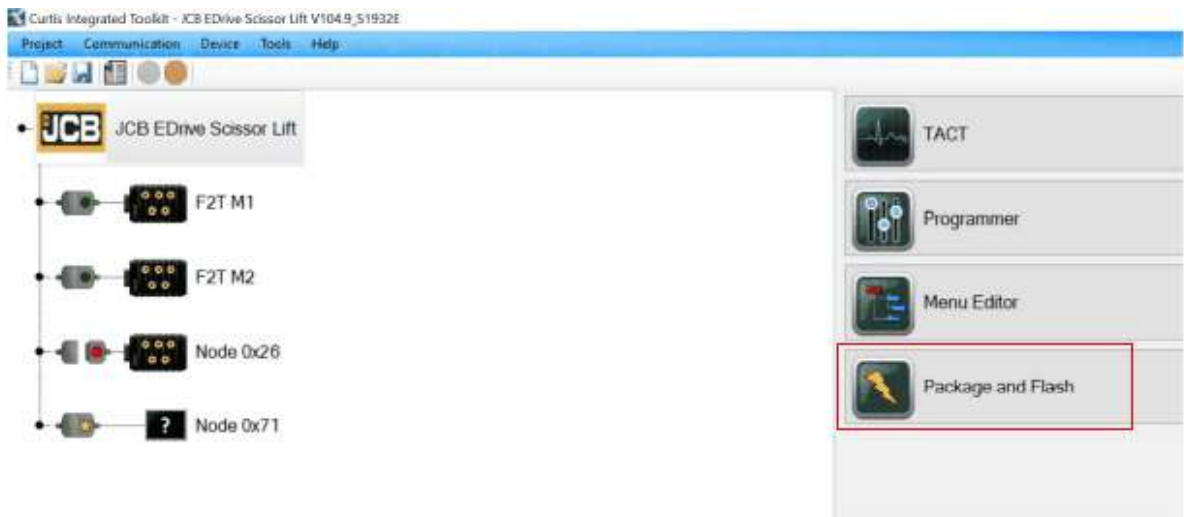 Curtis Integrated Toolkit - JCB EDrive Scissor Lift V104.9_S1932E
Project Communication Device Tools Help
JCB JCB EDrive Scissor Lift
F2T M1
F2T M2
Node 0x26
? Node 0x71
TACT
Programmer
Menu Editor
Package and Flash